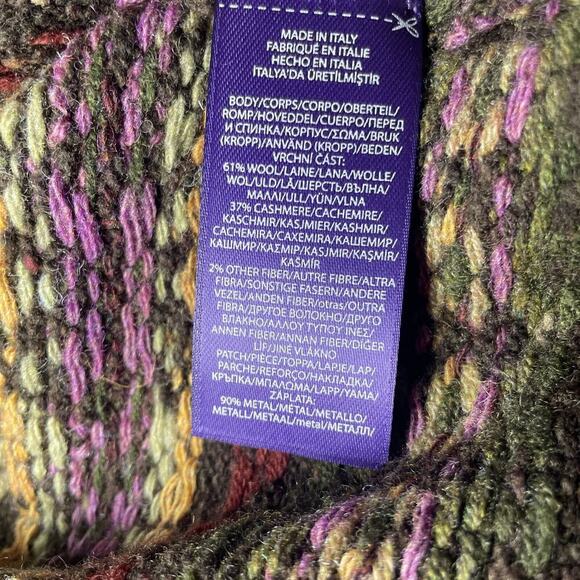 MADE IN ITALY
FABRIQUÉ EN ITALIE
HECHO EN ITALIA
İTALYA'DA ÜRETİLMİŞTİR
BODY/CORPS/CORPO/OBERTEIL/
ROMP/HOVEDDEL/CUERPO/ПЕРЕД
И СПИНКА/КОРПУС/ΣΩΜΑ/BRUK
(KROPP)/ANVÄND (KROPP)/BEDEN/
VRCHNÍ ČÁST:
61% WOOL/LAINE/LANA/WOLLE/
WOL/ULD/LÃ/ШЕРСТЬ/ВЪЛНА/
ΜΑΛΛΙ/ULL/YÜN/VLNA
37% CASHMERE/CACHEMIRE/
KASCHMIR/KASJMIER/KASHMIR/
CACHEMIRA/CAXEMIRA/КАШЕМИР/
КАШМИР/ΚΑΣΜΙΡ/KASJMIR/KAŞMİR/
KAŠMÍR
2% OTHER FIBER/AUTRE FIBRE/ALTRA
FIBRA/SONSTIGE FASERN/ANDERE
VEZEL/ANDEN FIBER/otras/OUTRA
FIBRA/ДРУГОЕ ВОЛОКНО/ДРУГО
ВЛАКНО/ΑΛΛΟΥ ΤΥΠΟΥ ΙΝΕΣ/
ANNEN FIBER/ANNAN FIBER/DİĞER
LİF/JINÉ VLÁKNO
PATCH/PIÈCE/TOPPA/LAPJE/LAP/
PARCHE/REFORÇO/НАКЛАДКА/
КРЪПКА/ΜΠΑΛΩΜΑ/LAPP/YAMA/
ZÁPLATA:
90% METAL/MÉTAL/METALLO/
METALL/METAAL/metal/МЕТАЛЛ/